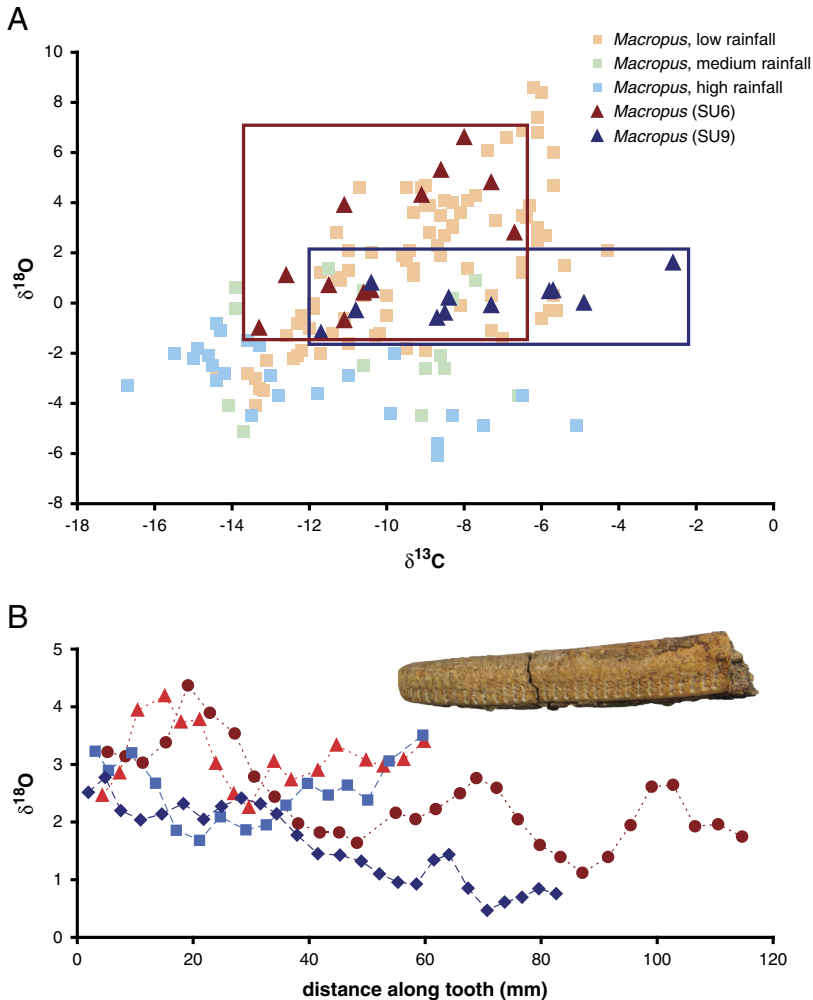 A
10
8
6
4
2
0
-2
-4
-6
-8
δ18O
-18 -16 -14 -12 -10 -8 -6 -4 -2 0
δ13C
Macropus, low rainfall
Macropus, medium rainfall
Macropus, high rainfall
Macropus (SU6)
Macropus (SU9)
B
5
4
3
2
1
0
δ18O
0 20 40 60 80 100 120
distance along tooth (mm)